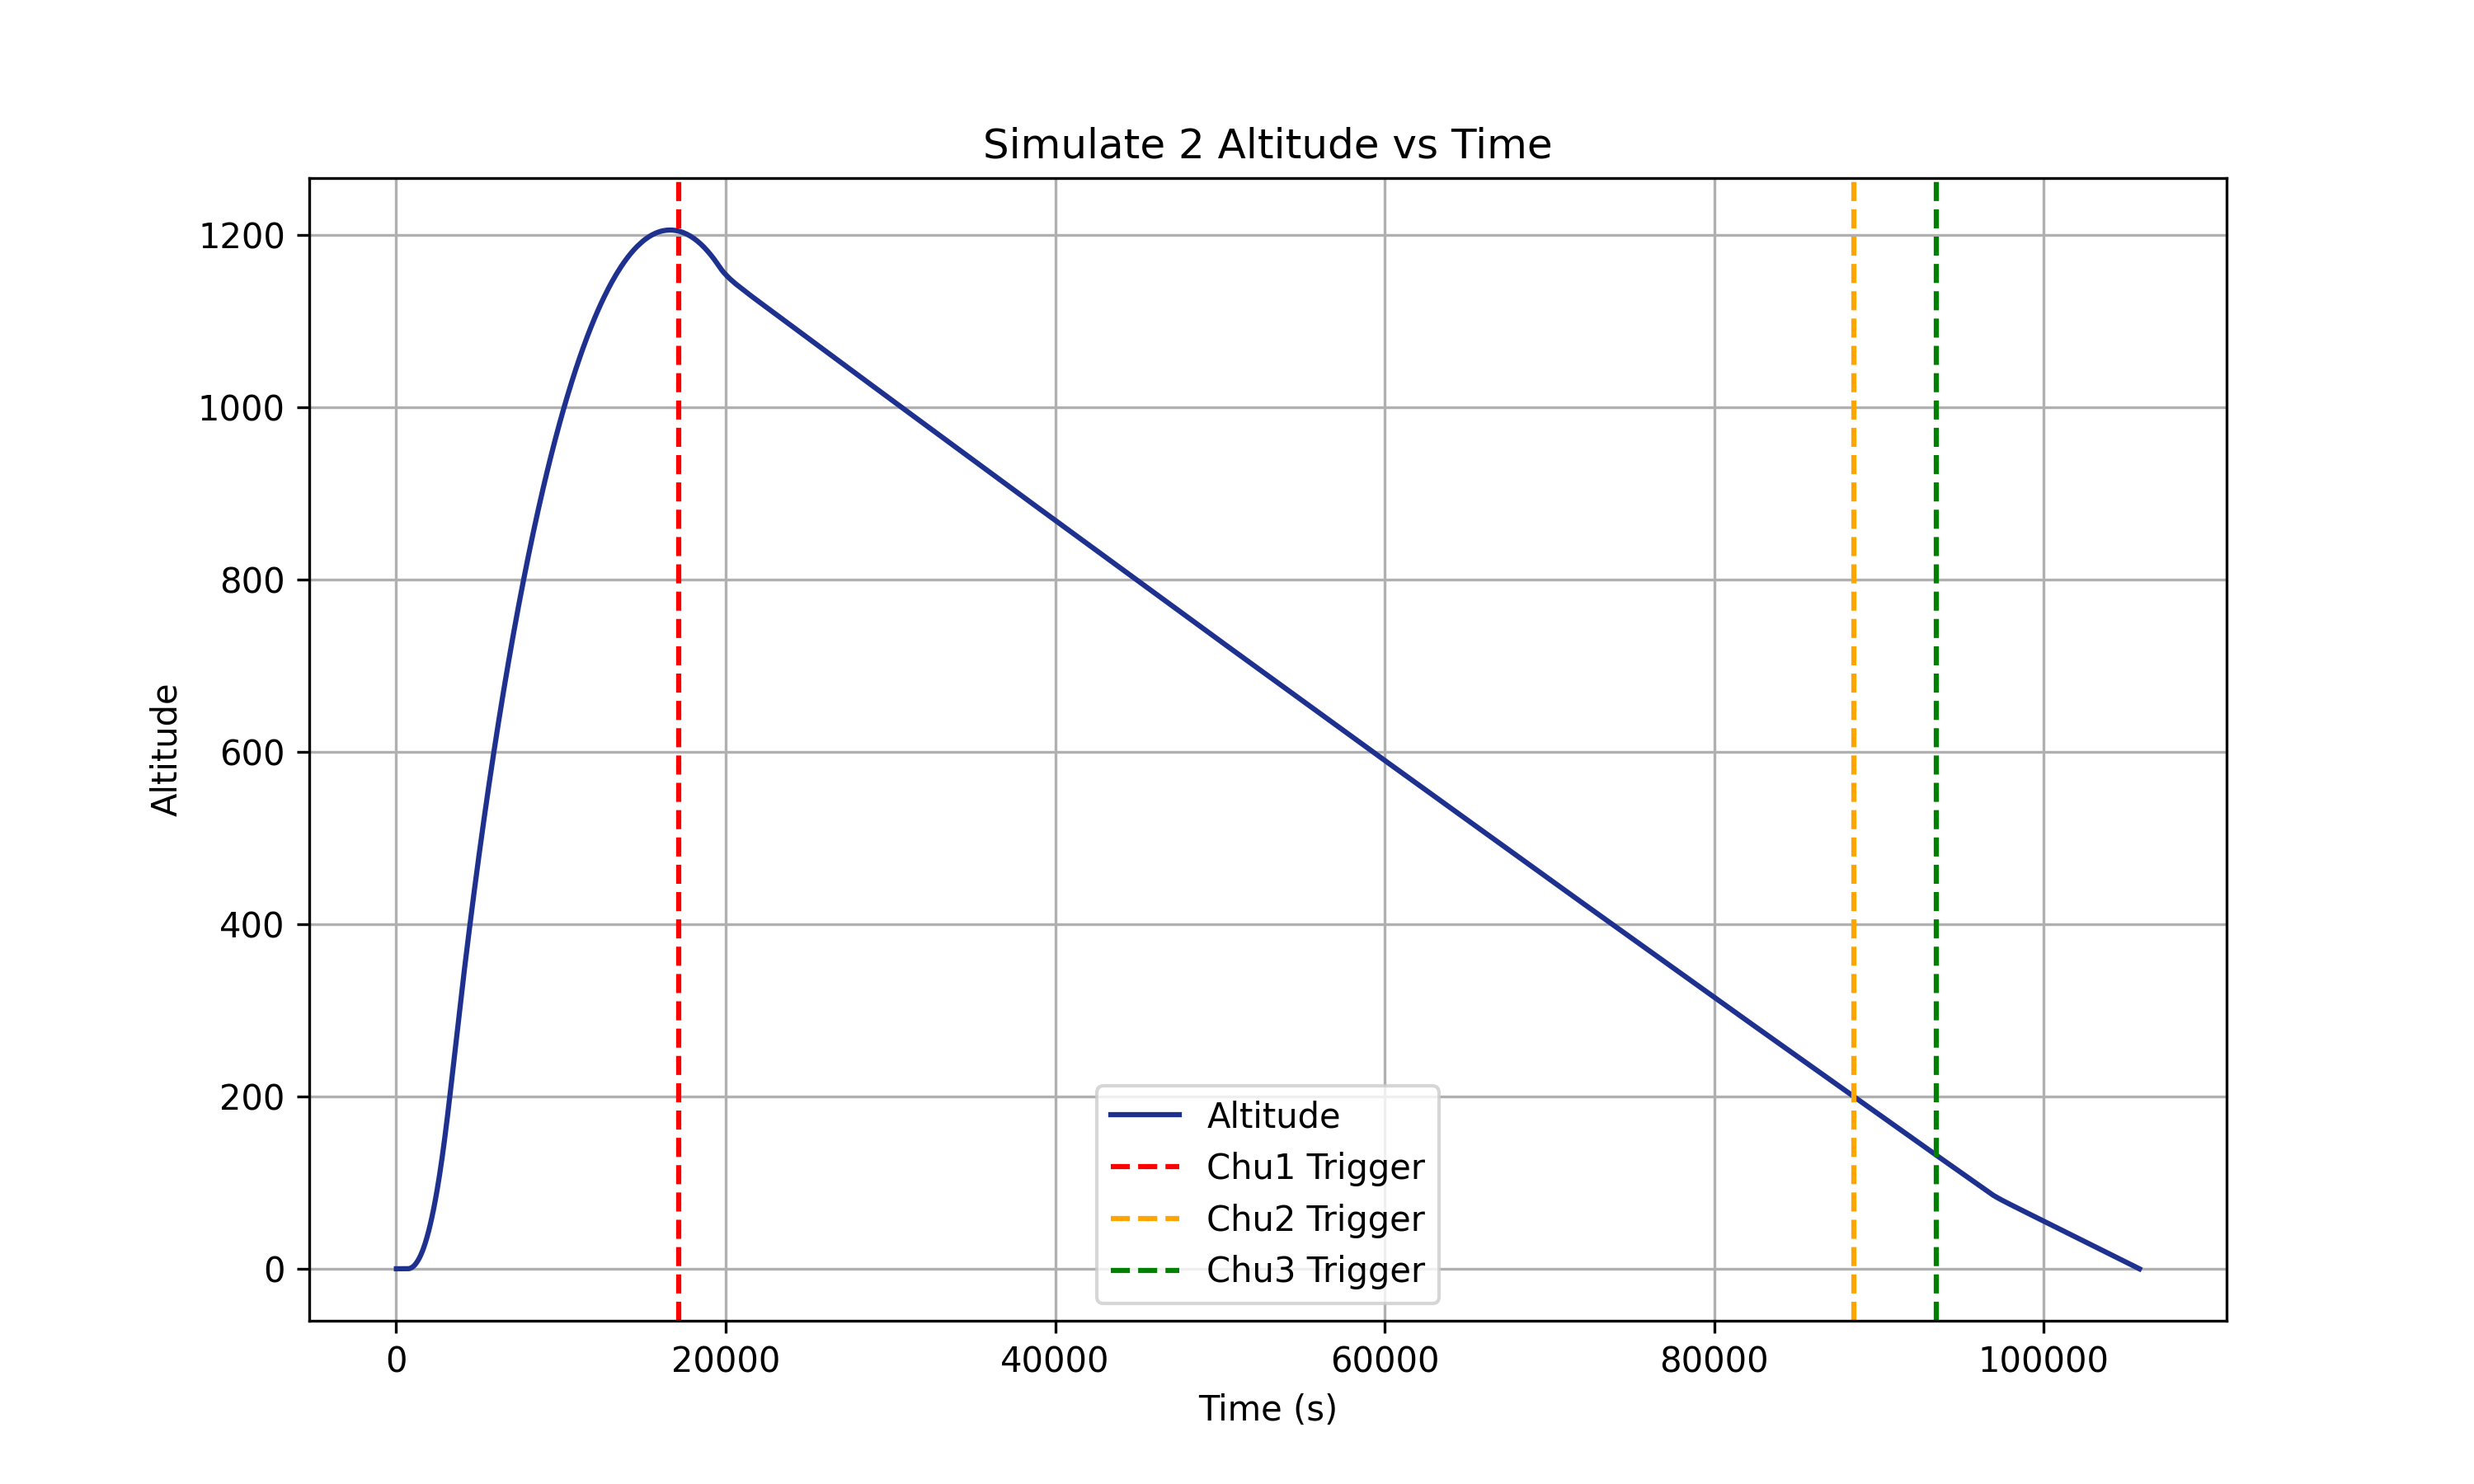 Simulate 2 Altitude vs Time
1200
1000
800
600
400
200
0
Altitude
Altitude
Chu1 Trigger
Chu2 Trigger
Chu3 Trigger
0 20000 40000 60000 80000 100000
Time (s)